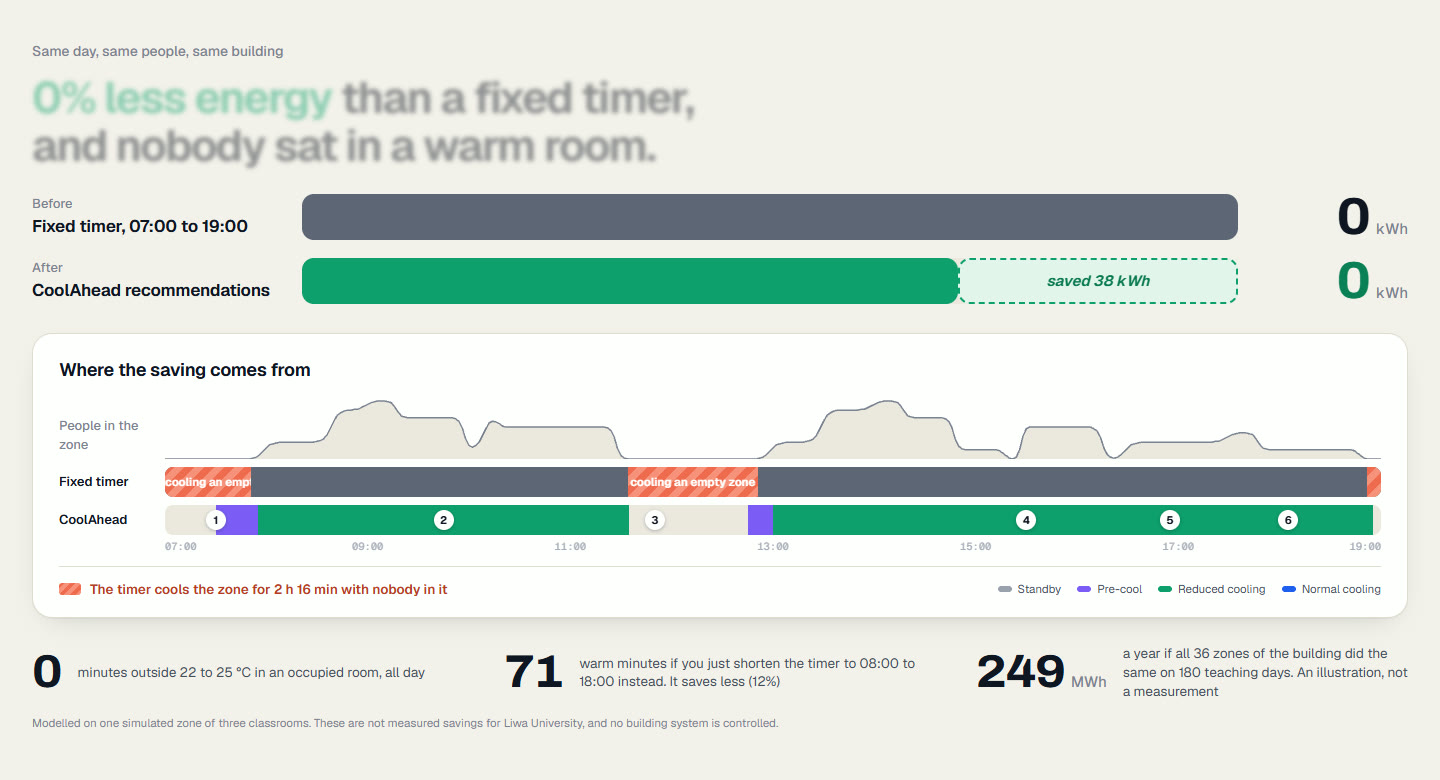 Same day, same people, same building
0% less energy than a fixed timer,
and nobody sat in a warm room.
Before
Fixed timer, 07:00 to 19:00
0 kWh
After
CoolAhead recommendations
saved 38 kWh
0 kWh
Where the saving comes from
People in the
zone
Fixed timer
cooling an empt
cooling an empty zone
CoolAhead
1
2
3
4
5
6
07:00
09:00
11:00
13:00
15:00
17:00
19:00
The timer cools the zone for 2 h 16 min with nobody in it
Standby
Pre-cool
Reduced cooling
Normal cooling
0 minutes outside 22 to 25 °C in an occupied room, all day
71
warm minutes if you just shorten the timer to 08:00 to
18:00 instead. It saves less (12%)
249 MWh
a year if all 36 zones of the building did the
same on 180 teaching days. An illustration, not
a measurement
Modelled on one simulated zone of three classrooms. These are not measured savings for Liwa University, and no building system is controlled.